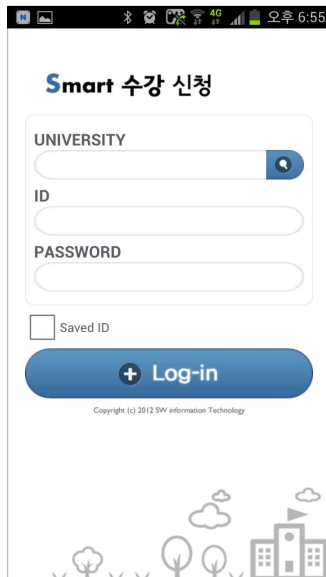 4G 오후 6:55
Smart 수강 신청
UNIVERSITY
ID
PASSWORD
Saved ID
Log-in
Copyright (c) 2012 SW information Technology